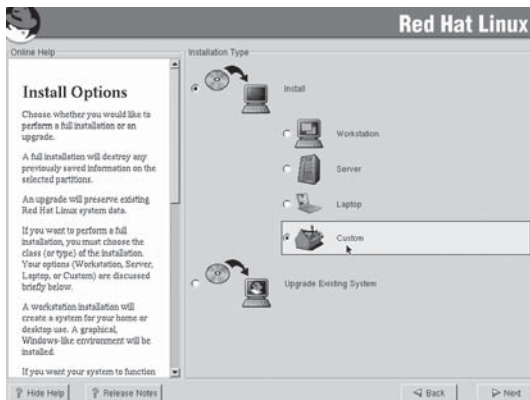 Red Hat Linux
Online Help
Install Options
Choose whether you would like to
perform a full installation or an
upgrade.
A full installation will destroy any
previously saved information on the
selected partitions.
An upgrade will preserve existing
Red Hat Linux system data.
If you want to perform a full
installation, you must choose the
class (or type) of the installation.
Your options (Workstation, Server,
Laptop, or Custom) are discussed
briefly below.
A workstation installation will
create a system for your home or
desktop use. A graphical,
Windows-like environment will be
installed.
If you want your system to function
Installation Type
Install
Workstation
Server
Laptop
Custom
Upgrade Existing System
? Hide Help
? Release Notes
Back
Next